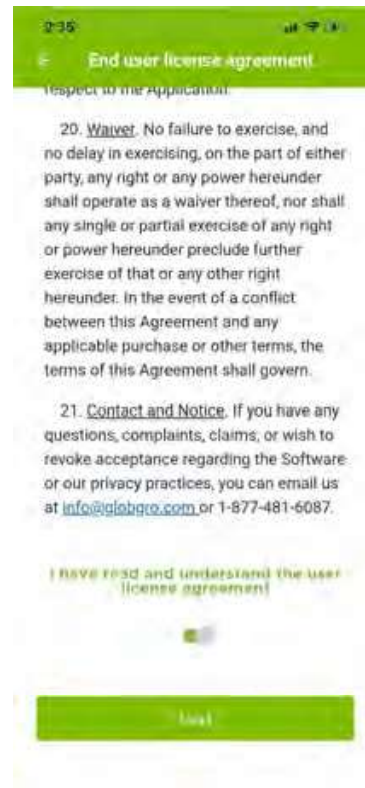 2:35
End user license agreement
respect to the Application.
20. Waiver. No failure to exercise, and
no delay in exercising, on the part of either
party, any right or any power hereunder
shall operate as a waiver thereof, nor shall
any single or partial exercise of any right
or power hereunder preclude further
exercise of that or any other right
hereunder. In the event of a conflict
between this Agreement and any
applicable purchase or other terms, the
terms of this Agreement shall govern.
21. Contact and Notice. If you have any
questions, complaints, claims, or wish to
revoke acceptance regarding the Software
or our privacy practices, you can email us
at info@globgro.com or 1-877-481-6087.
I have read and understand the user
license agreement